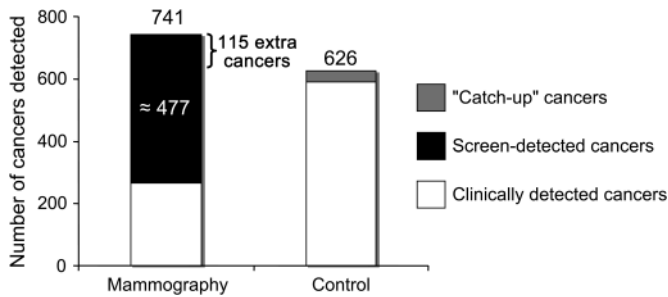 800
741
115 extra
cancers
626
600
≈ 477
400
200
0
Number of cancers detected
Mammography
Control
"Catch-up" cancers
Screen-detected cancers
Clinically detected cancers